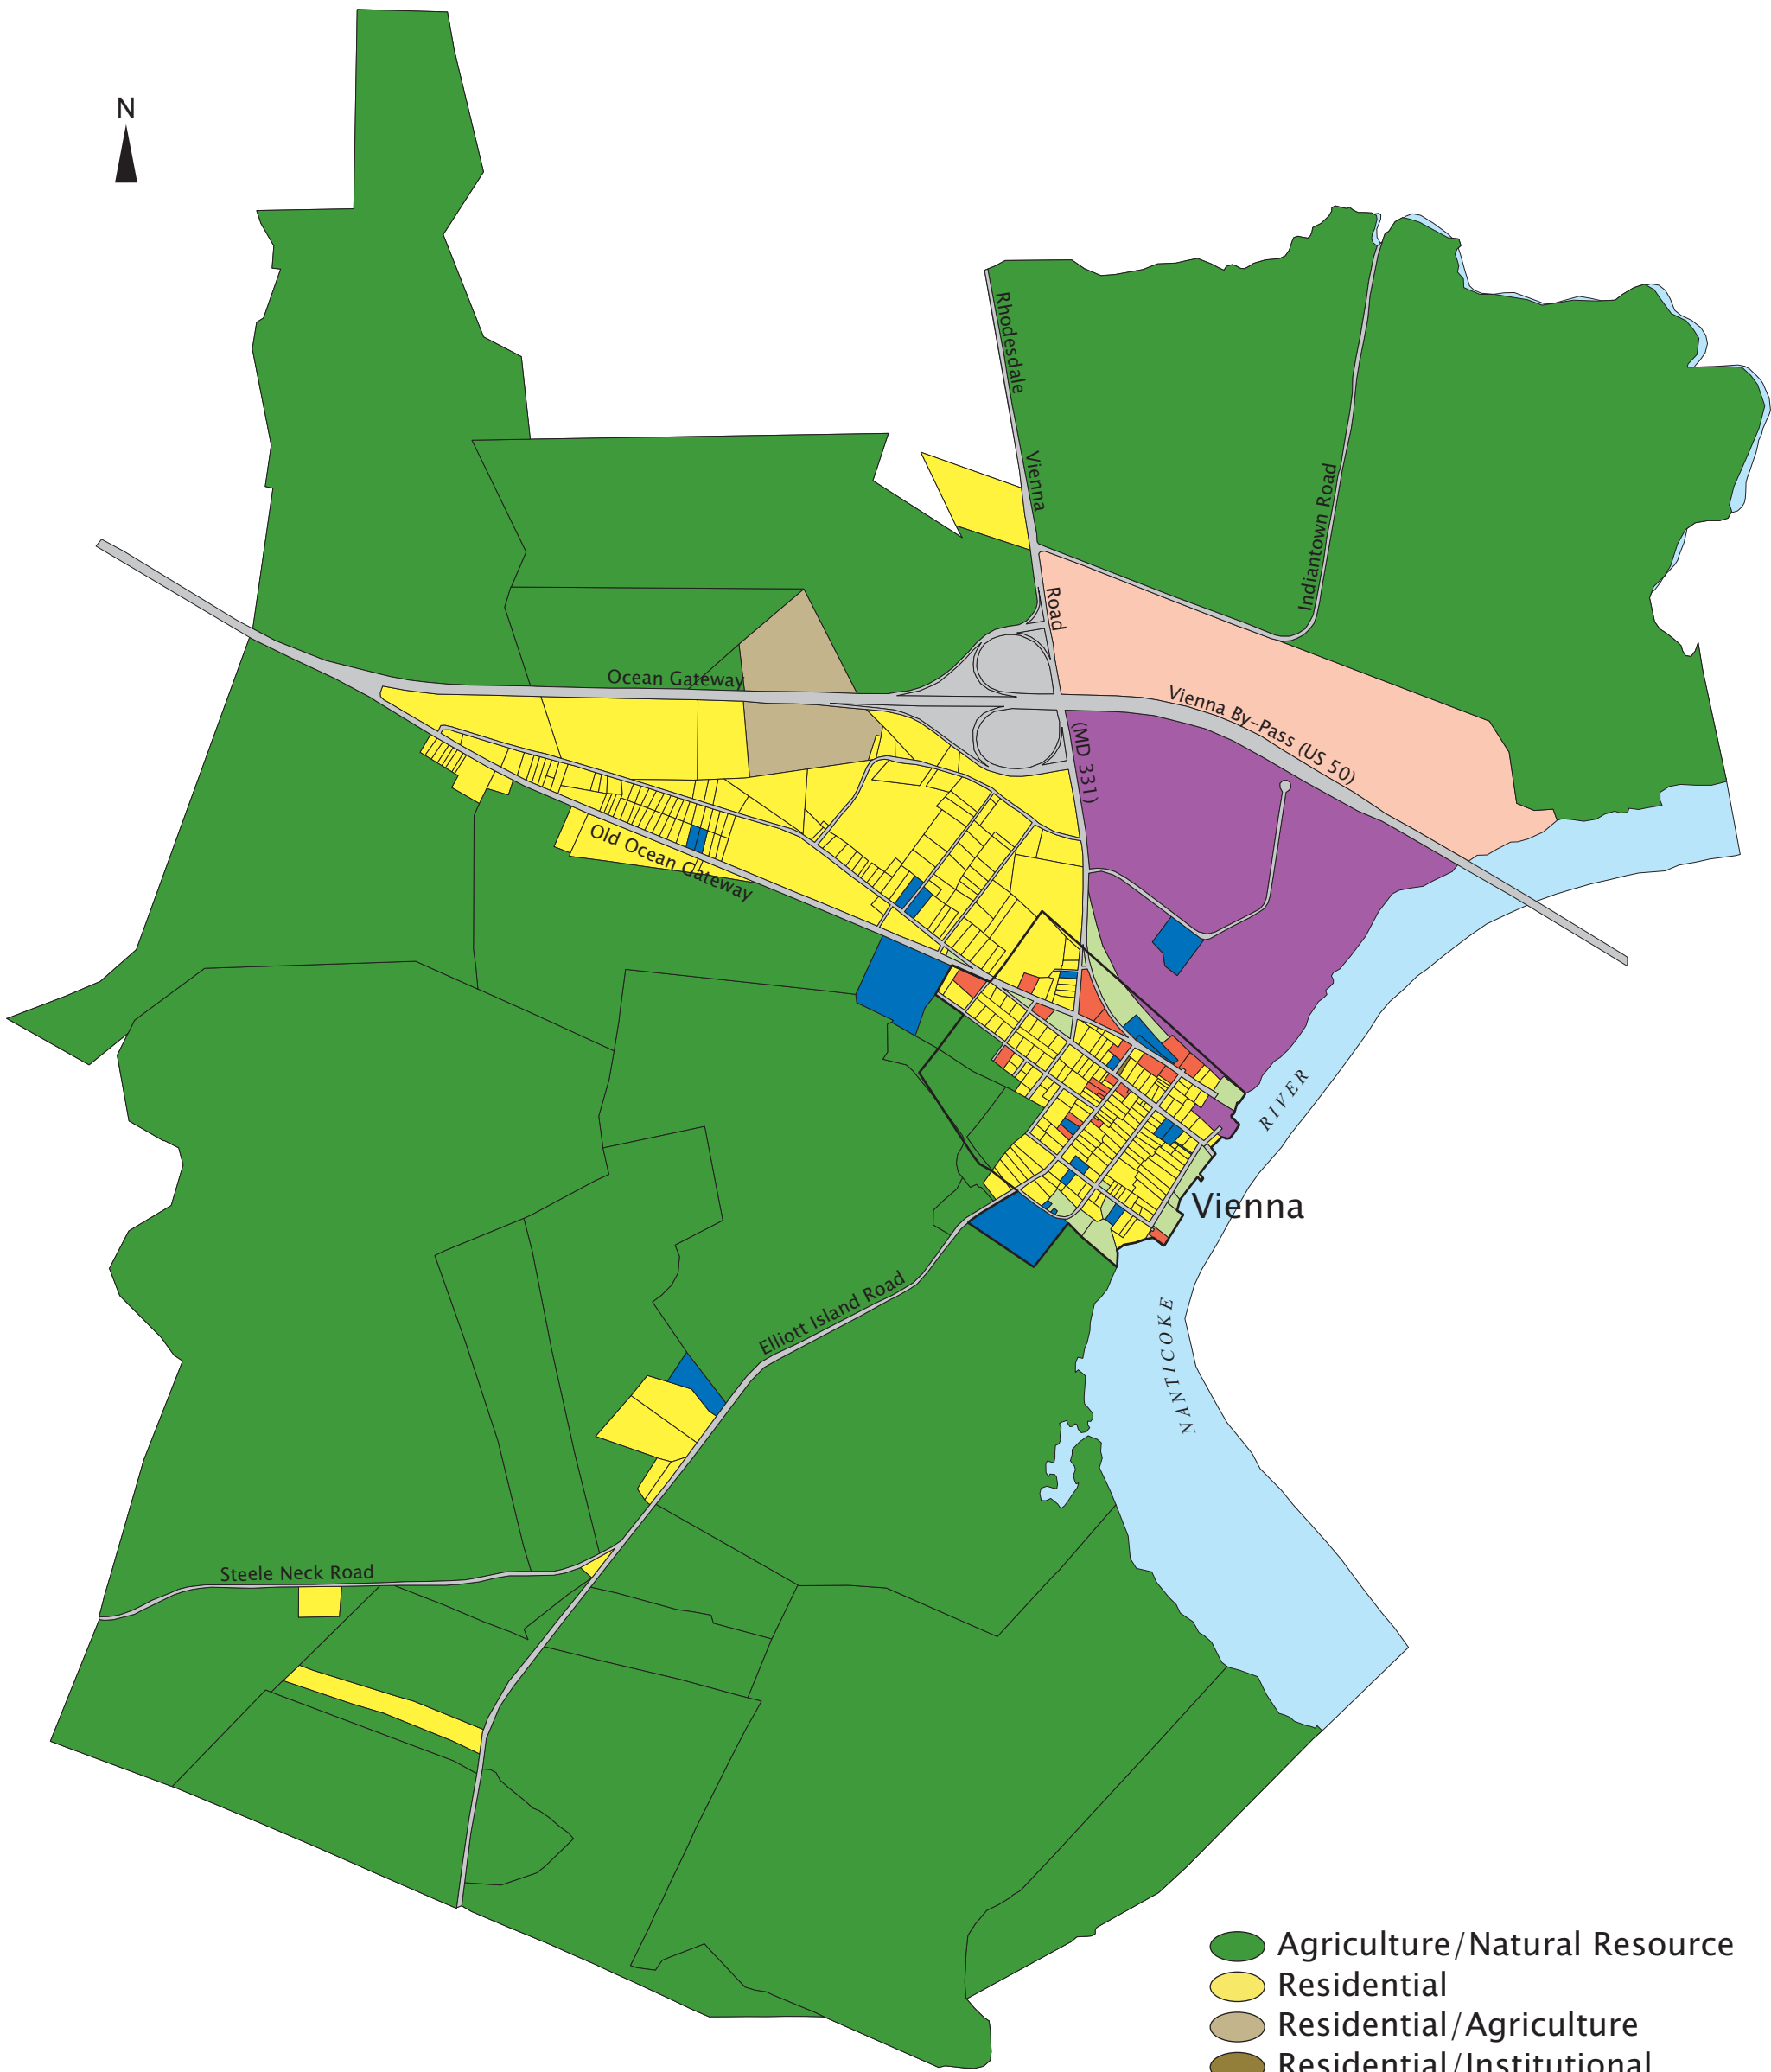 N
Rhodesdale
Vienna
Road
Indiantown Road
Ocean Gateway
Vienna By-Pass (US 50)
(MD 331)
Old Ocean Gateway
RIVER
Vienna
Elliott Island Road
NANTICOKE
Steele Neck Road
Agriculture/Natural Resource
Residential
Residential/Agriculture
Residential/Institutional